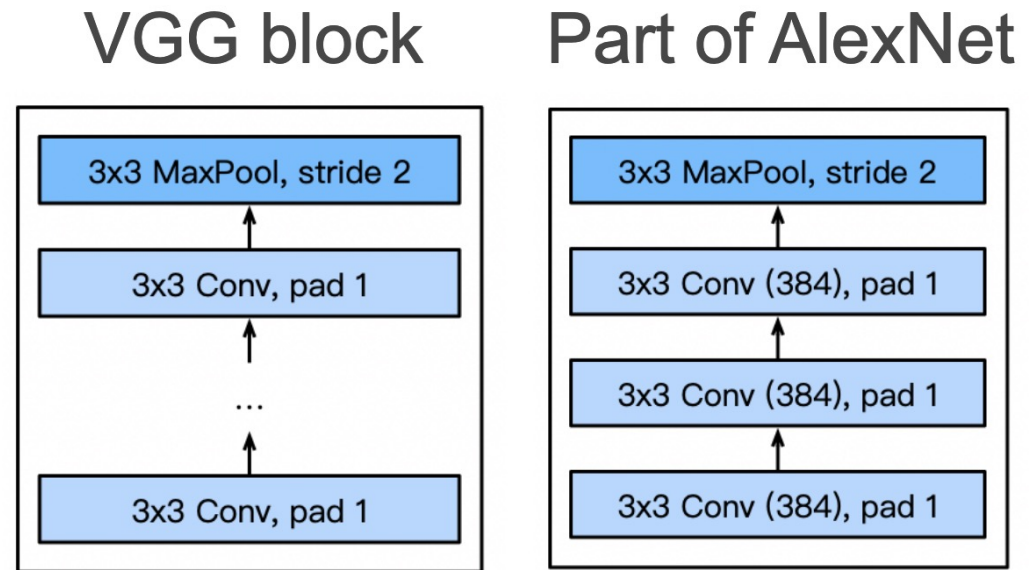 VGG block
3x3 MaxPool, stride 2
3x3 Conv, pad 1
...
3x3 Conv, pad 1
Part of AlexNet
3x3 MaxPool, stride 2
3x3 Conv (384), pad 1
3x3 Conv (384), pad 1
3x3 Conv (384), pad 1